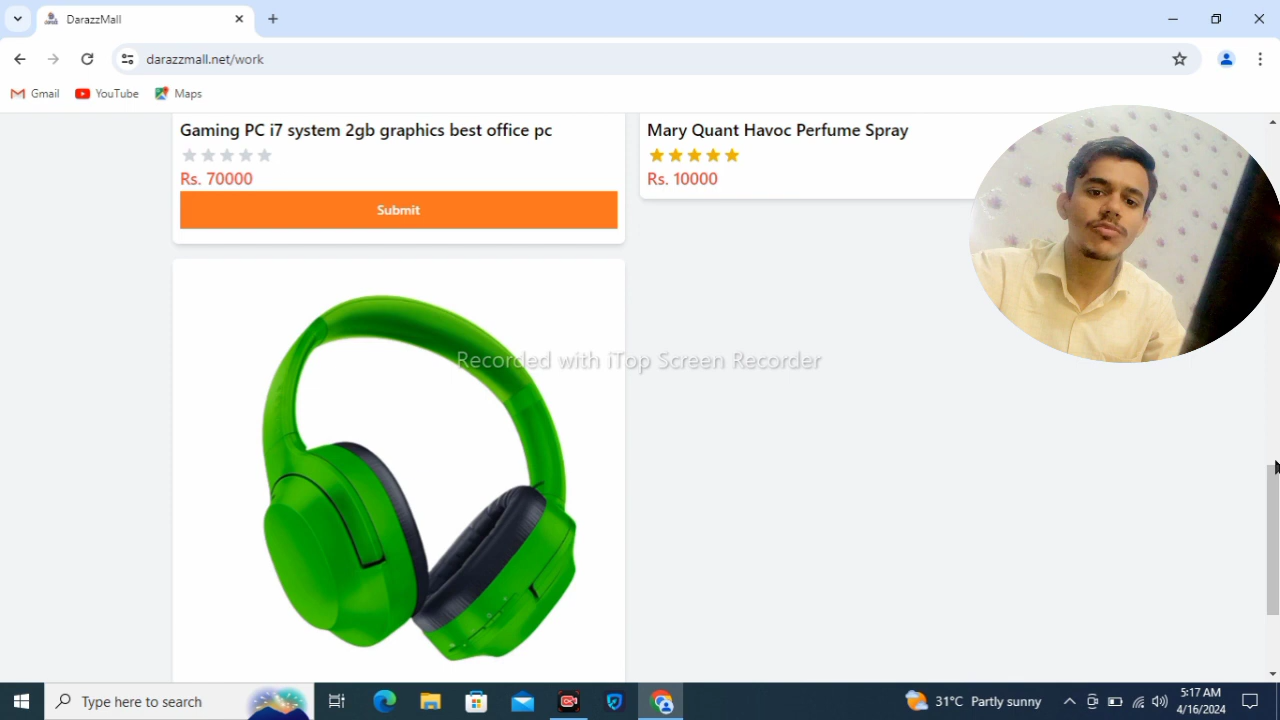 DarazzMall
darazzmall.net/work
Gmail YouTube Maps
Gaming PC i7 system 2gb graphics best office pc
Rs. 70000
Submit
Mary Quant Havoc Perfume Spray
Rs. 10000
Recorded with iTop Screen Recorder
Type here to search
31°C Partly sunny
5:17 AM
4/16/2024